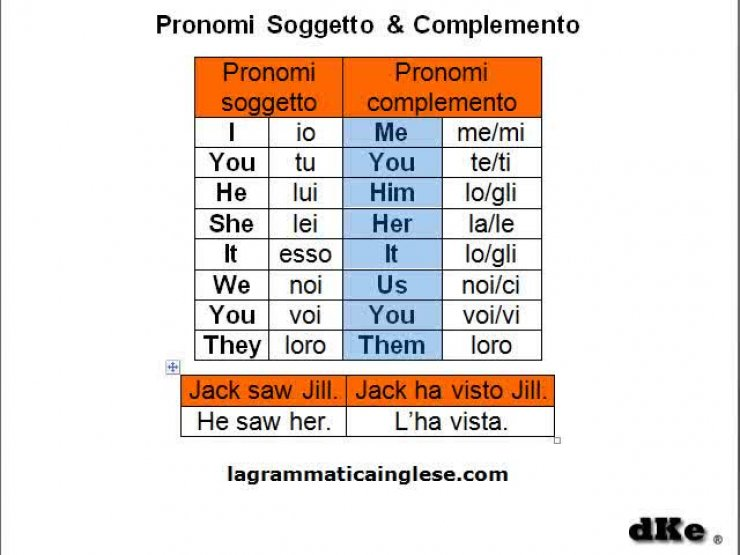 Pronomi Soggetto & Complemento
Pronomi soggetto Pronomi complemento
I io Me me/mi
You tu You te/ti
He lui Him lo/gli
She lei Her la/le
It esso It lo/gli
We noi Us noi/ci
You voi You voi/vi
They loro Them loro
Jack saw Jill. Jack ha visto Jill.
He saw her. L'ha vista.
lagrammaticainglese.com
dKe ®